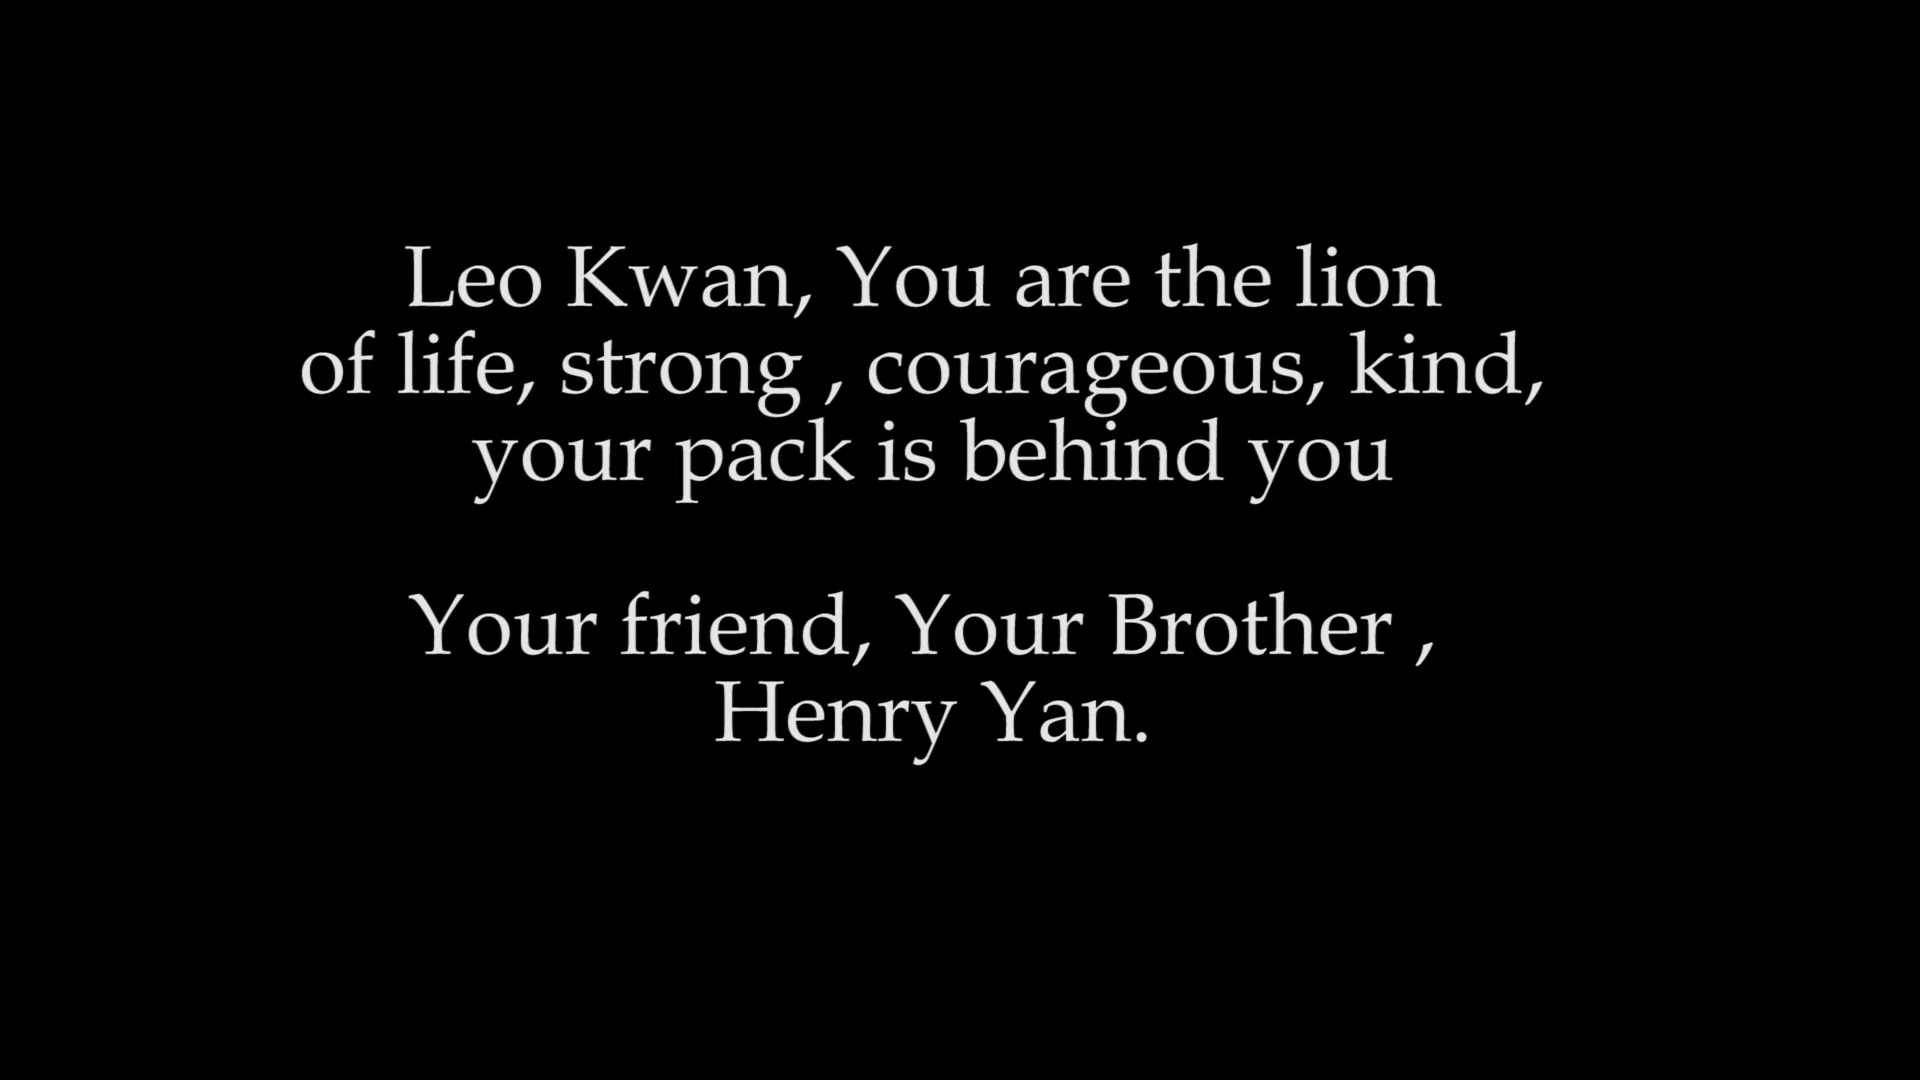 Leo Kwan, You are the lion
of life, strong , courageous, kind,
your pack is behind you
Your friend, Your Brother ,
Henry Yan.